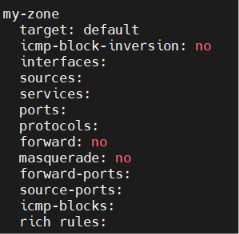 my-zone
  target: default
  icmp-block-inversion: no
  interfaces:
  sources:
  services:
  ports:
  protocols:
  forward: no
  masquerade: no
  forward-ports:
  source-ports:
  icmp-blocks:
  rich rules: